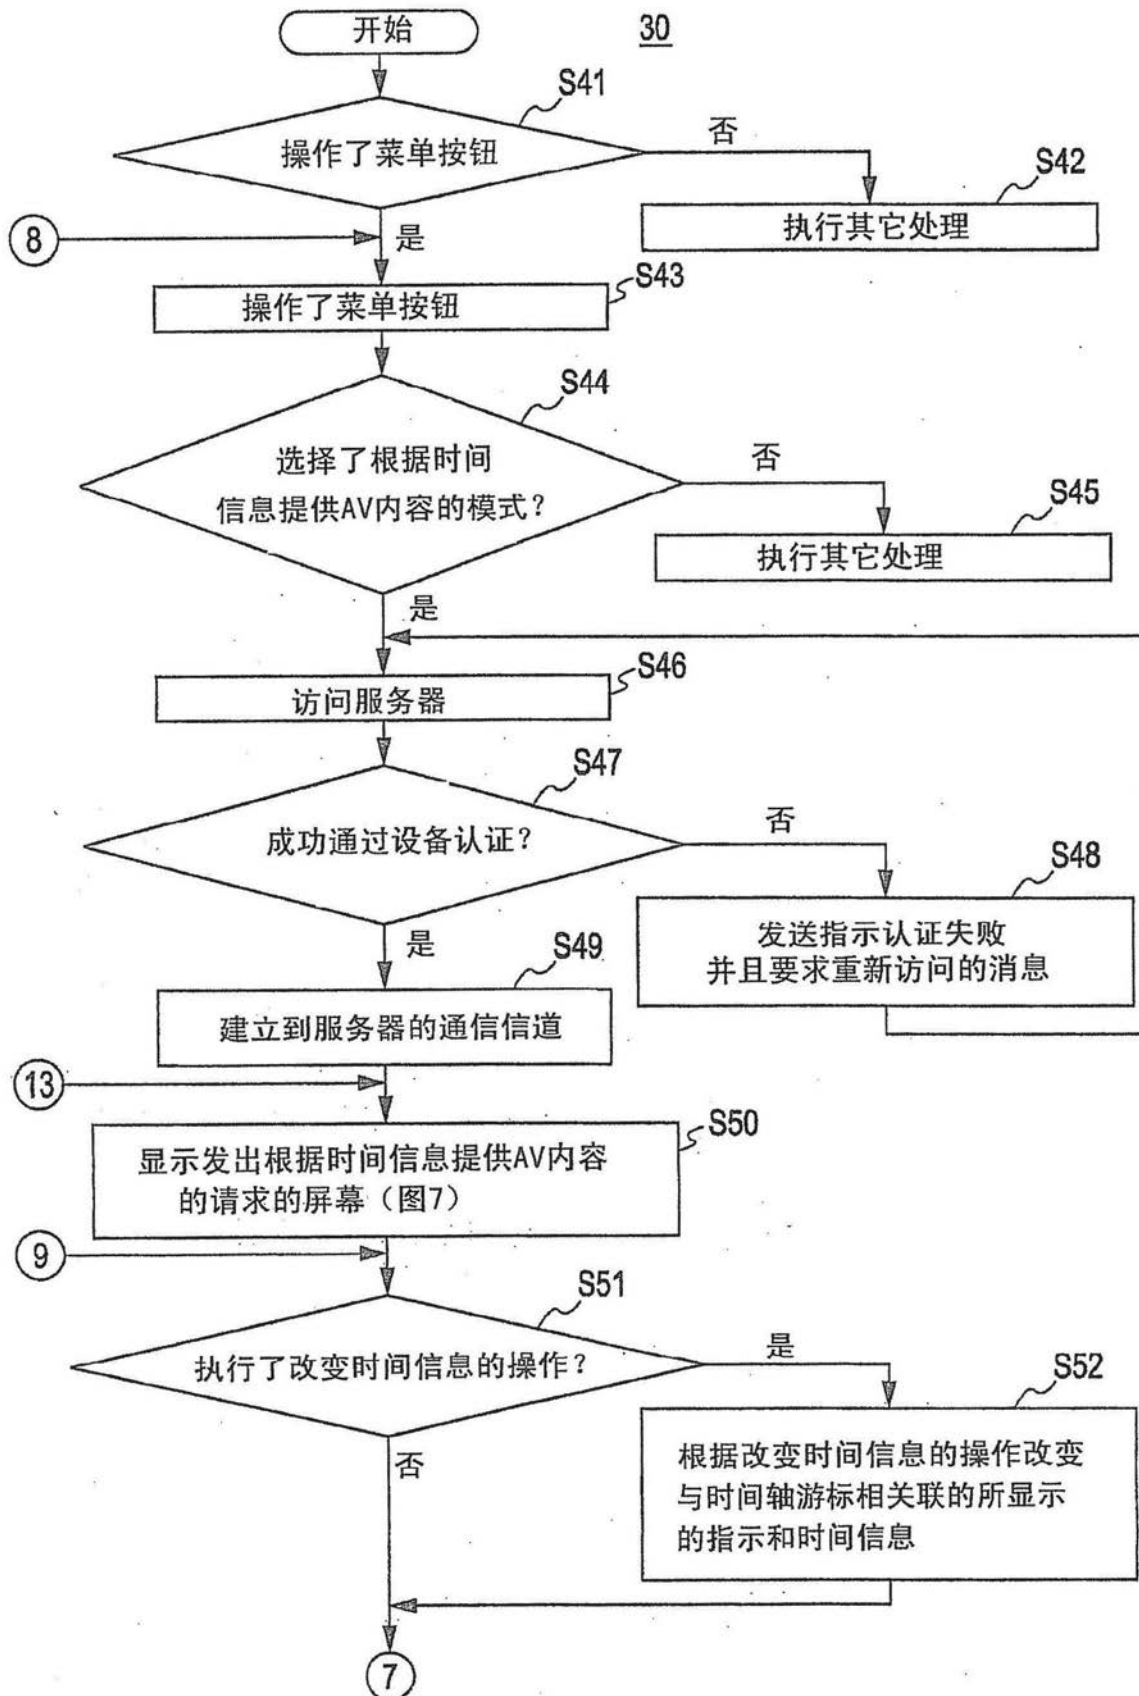 开始
30
S41
操作了菜单按钮
否
S42
执行其它处理
8
是
S43
操作了菜单按钮
S44
选择了根据时间
信息提供AV内容的模式？
否
S45
执行其它处理
是
S46
访问服务器
S47
成功通过设备认证？
否
S48
发送指示认证失败
并且要求重新访问的消息
是
S49
建立到服务器的通信信道
13
S50
显示发出根据时间信息提供AV内容
的请求的屏幕（图7）
9
S51
执行了改变时间信息的操作？
是
S52
根据改变时间信息的操作改变
与时间轴游标相关联的所显示
的指示和时间信息
否
7